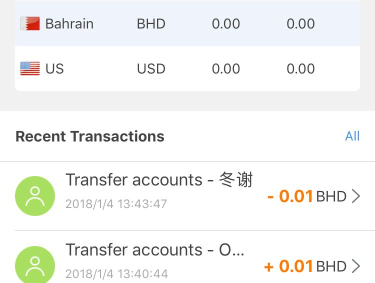 Bahrain BHD 0.00 0.00
US USD 0.00 0.00
Recent Transactions All
Transfer accounts - 冬谢
2018/1/4 13:43:47
- 0.01 BHD
Transfer accounts - O...
2018/1/4 13:40:44
+ 0.01 BHD